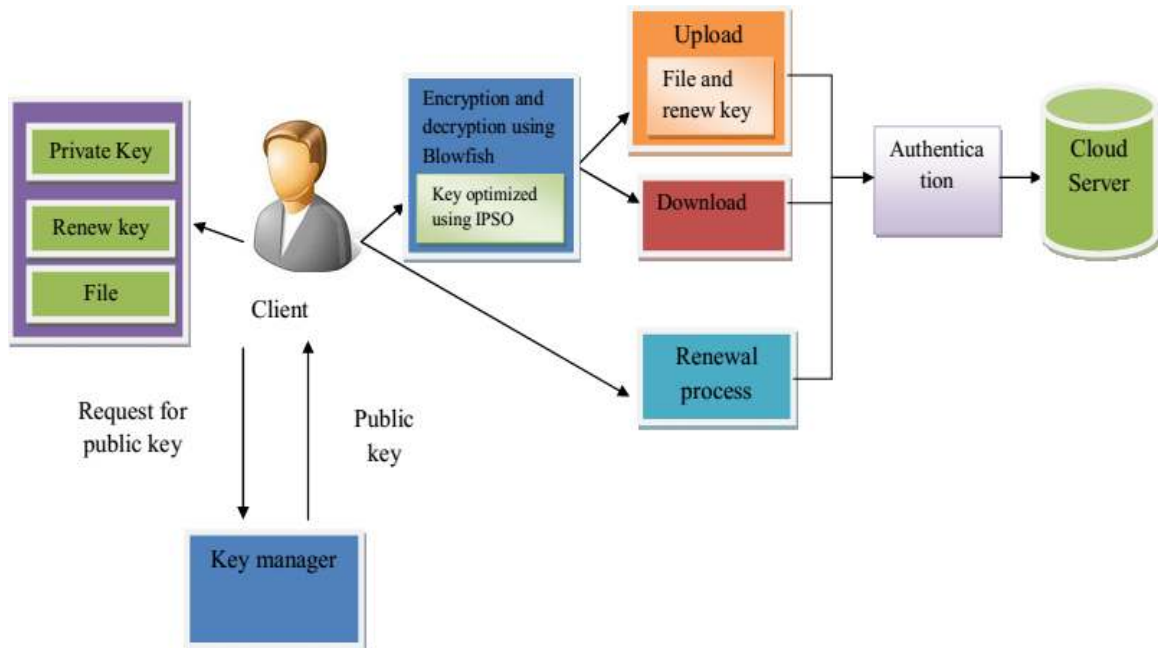 Private Key
Renew key
File
Client
Request for
public key
Public
key
Key manager
Encryption and
decryption using
Blowfish
Key optimized
using IPSO
Upload
File and
renew key
Download
Renewal
process
Authentica
tion
Cloud
Server